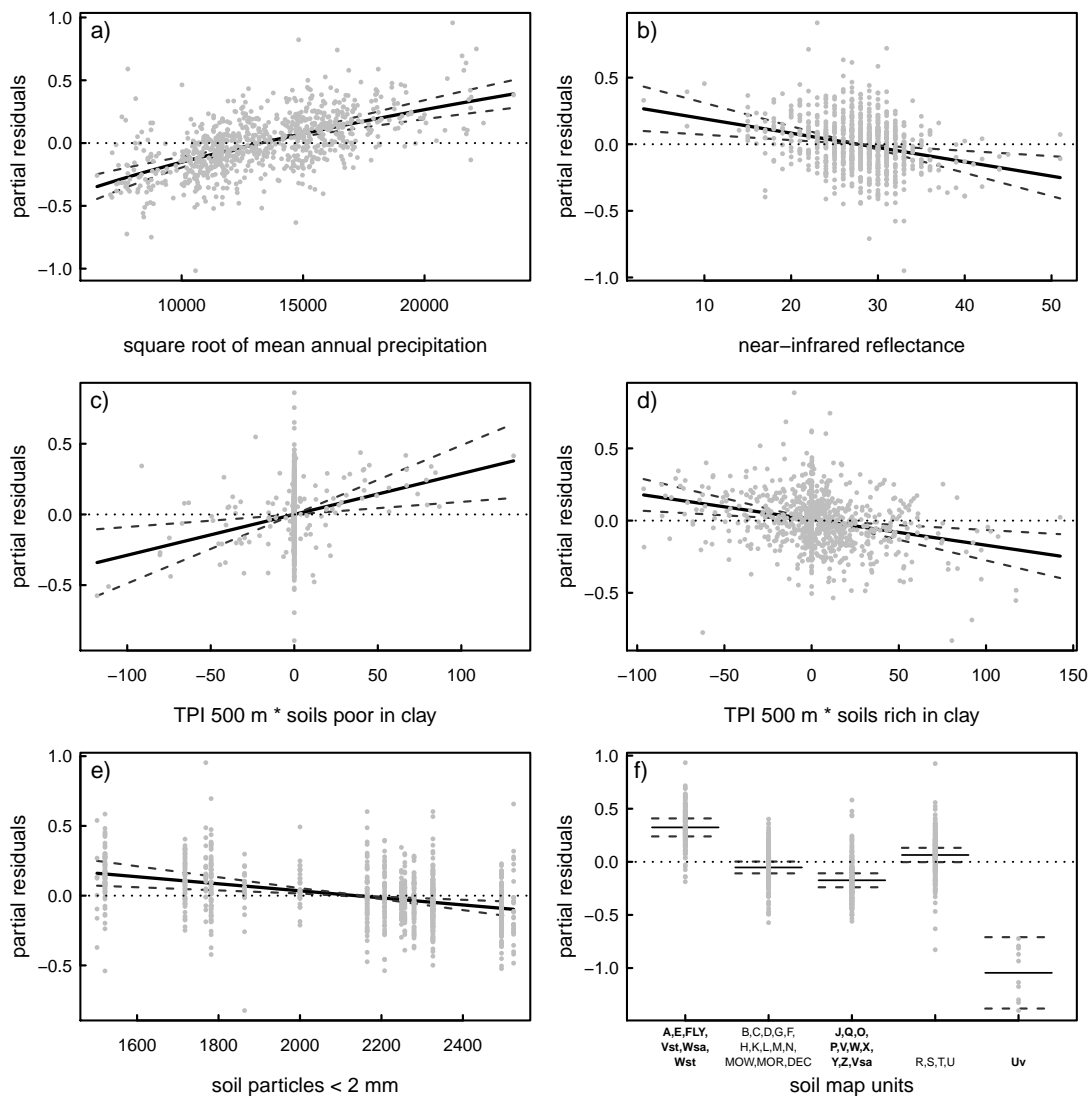 a)
1.0
0.5
0.0
−0.5
−1.0
partial residuals
10000 15000 20000
square root of mean annual precipitation
b)
0.5
0.0
−0.5
−1.0
partial residuals
10 20 30 40 50
near−infrared reflectance
c)
0.5
0.0
−0.5
partial residuals
−100 −50 0 50 100
TPI 500 m * soils poor in clay
d)
0.5
0.0
−0.5
partial residuals
−100 −50 0 50 100 150
TPI 500 m * soils rich in clay
e)
1.0
0.5
0.0
−0.5
partial residuals
1600 1800 2000 2200 2400
soil particles < 2 mm
f)
1.0
0.5
0.0
−0.5
−1.0
partial residuals
A,E,FLY,
Vst,Wsa,
Wst
B,C,D,G,F,
H,K,L,M,N,
MOW,MOR,DEC
J,Q,O,
P,V,W,X,
Y,Z,Vsa
R,S,T,U
Uv
soil map units